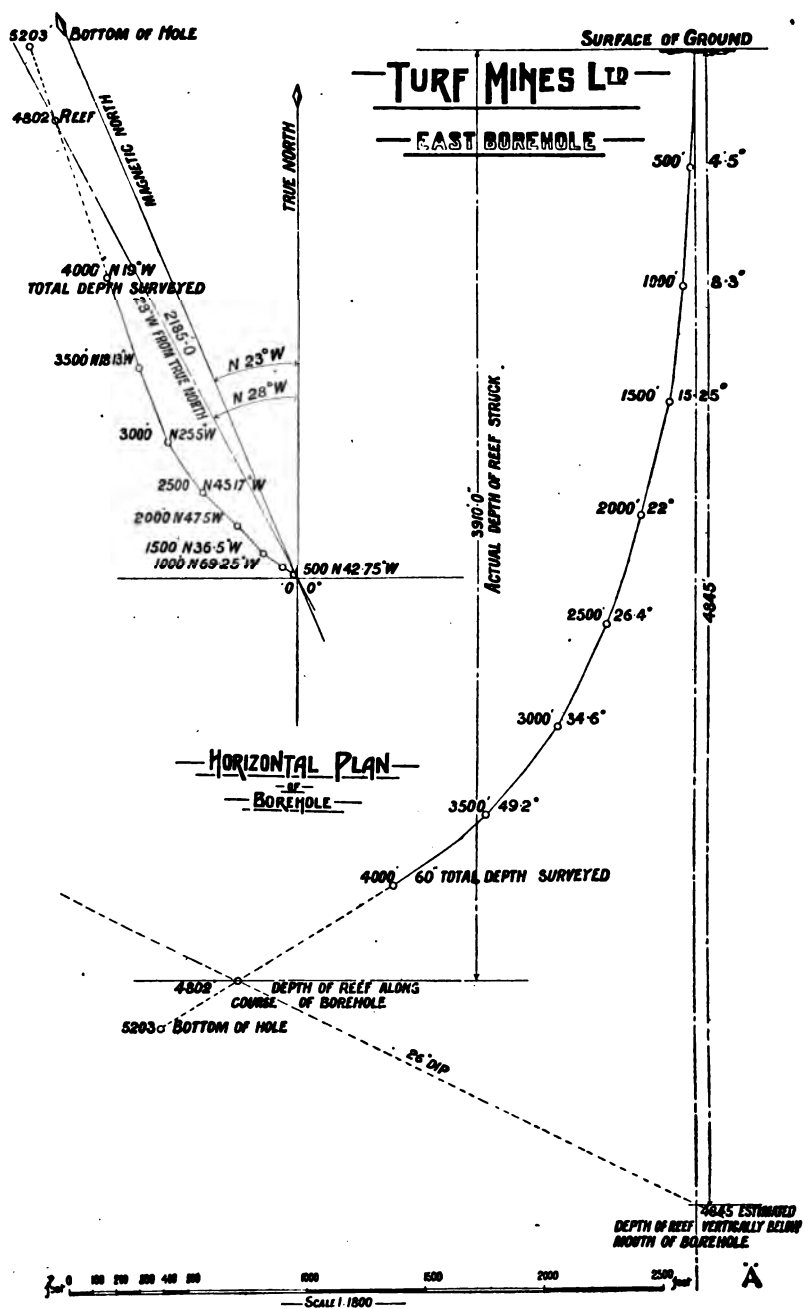 5203'
BOTTOM OF HOLE
SURFACE OF GROUND
TURF MINES LTD
EAST BOREHOLE
4802' REEF
MAGNETIC NORTH
TRUE NORTH
500' 4·5°
4000' N19°W
TOTAL DEPTH SURVEYED
1000' 8·3°
2185·0
28°W FROM TRUE NORTH
N 23°W
N 28°W
3500 N18·13°W
3000' N25·5W
2500 N45·17°W
2000' N47·5W
1500' N36·5°W
1000' N69·25°W
500 N42·75°W
0 0°
3910·0"
ACTUAL DEPTH OF REEF STRUCK
1500' 15·25°
2000' 22°
2500' 26·4°
4845'
3000' 34·6°
3500' 49·2°
HORIZONTAL PLAN
OF
BOREHOLE
4000' 60° TOTAL DEPTH SURVEYED
4802' DEPTH OF REEF ALONG
COURSE OF BOREHOLE
5203 BOTTOM OF HOLE
26° DIP
4845 ESTIMATED
DEPTH OF REEF VERTICALLY BELOW
MOUTH OF BOREHOLE
feet 0 100 200 300 400 500 1000 1500 2000 2500 feet
"A"
SCALE 1·1800